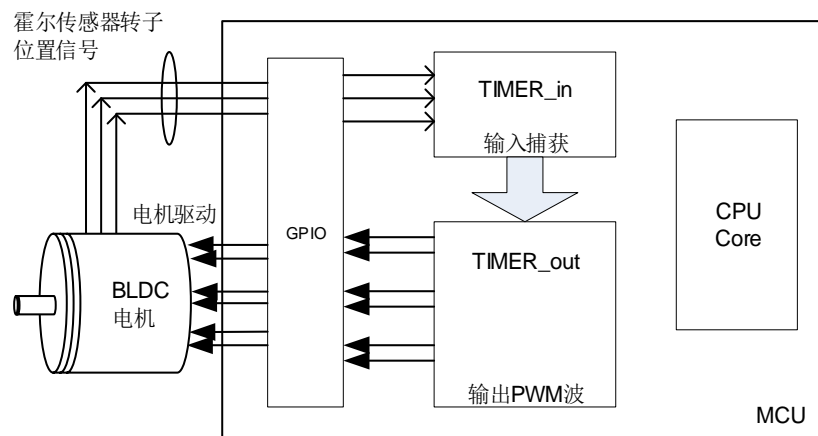 霍尔传感器转子
位置信号
TIMER_in
输入捕获
CPU
Core
电机驱动
GPIO
TIMER_out
BLDC
电机
输出PWM波
MCU